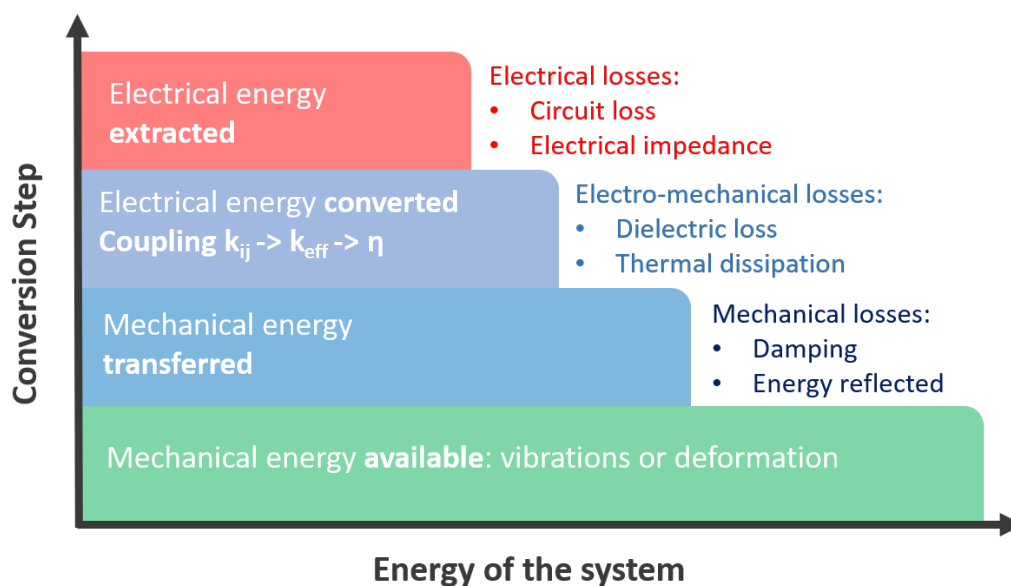 Electrical energy
extracted
Electrical losses:
• Circuit loss
• Electrical impedance
Electrical energy converted
Coupling kij -> keff -> η
Electro-mechanical losses:
• Dielectric loss
• Thermal dissipation
Mechanical energy
transferred
Mechanical losses:
• Damping
• Energy reflected
Mechanical energy available: vibrations or deformation
Conversion Step
Energy of the system